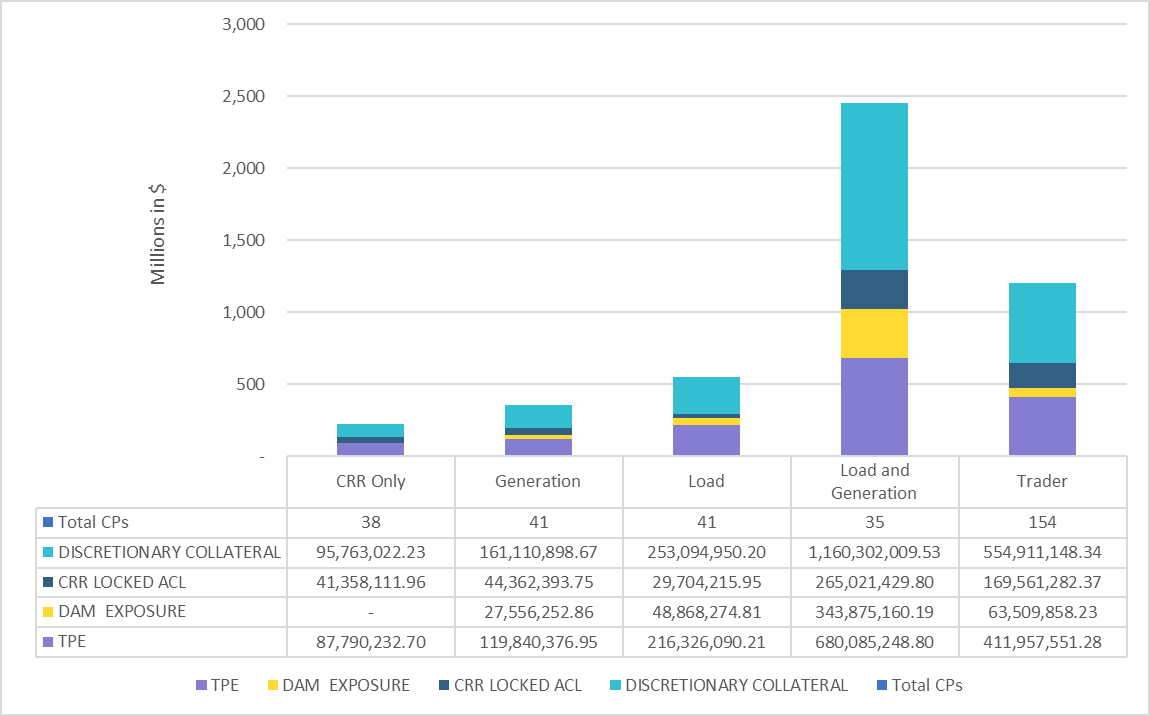 3,000
2,500
2,000
1,500
1,000
500
-
Millions in $
CRR Only Generation Load Load and Generation Trader
Total CPs 38 41 41 35 154
DISCRETIONARY COLLATERAL 95,763,022.23 161,110,898.67 253,094,950.20 1,160,302,009.53 554,911,148.34
CRR LOCKED ACL 41,358,111.96 44,362,393.75 29,704,215.95 265,021,429.80 169,561,282.37
DAM EXPOSURE - 27,556,252.86 48,868,274.81 343,875,160.19 63,509,858.23
TPE 87,790,232.70 119,840,376.95 216,326,090.21 680,085,248.80 411,957,551.28
TPE DAM EXPOSURE CRR LOCKED ACL DISCRETIONARY COLLATERAL Total CPs